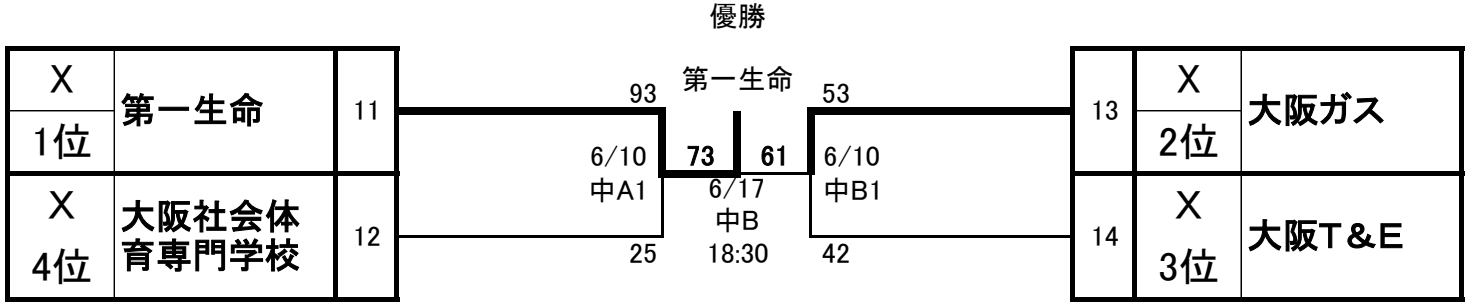 優勝
第一生命
X
1位
第一生命
11
X
4位
大阪社会体
育専門学校
12
93
6/10
中A1
25
73
61
6/17
中B
18:30
53
6/10
中B1
42
13
X
2位
大阪ガス
14
X
3位
大阪T&E